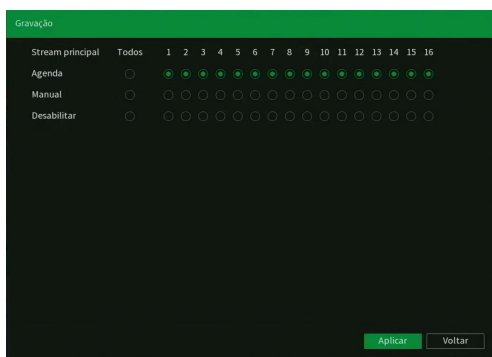 Gravação
Stream principal Todos 1 2 3 4 5 6 7 8 9 10 11 12 13 14 15 16
Agenda
Manual
Desabilitar
Aplicar Voltar